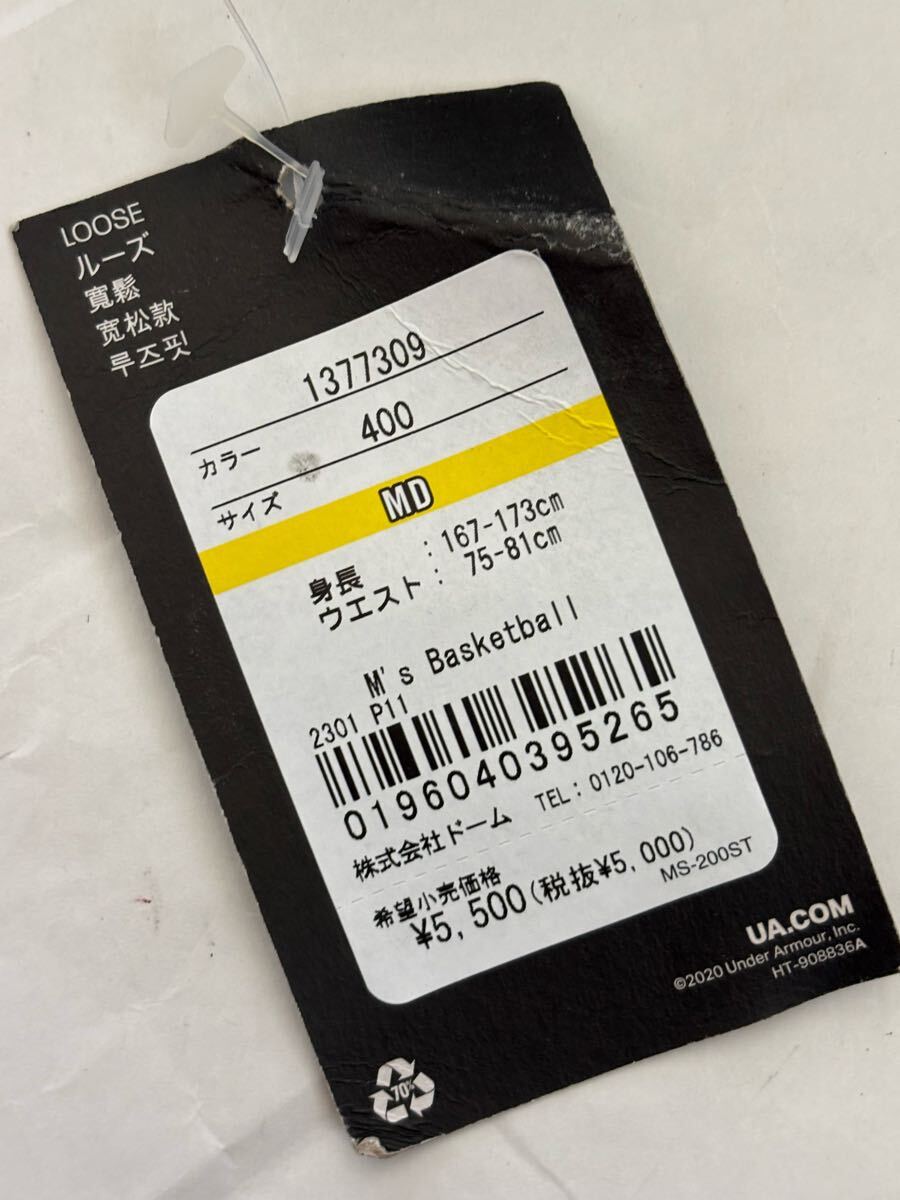 LOOSE
ルーズ
寬鬆
宽松款
루즈핏
1377309
カラー 400
サイズ MD
身長 : 167-173cm
ウエスト : 75-81cm
M's Basketball
2301 P11
0196040395265
株式会社ドーム TEL: 0120-106-786
希望小売価格
¥5,500(税抜¥5,000)
MS-200ST
UA.COM
©2020 Under Armour, Inc.
HT-908836A
70%